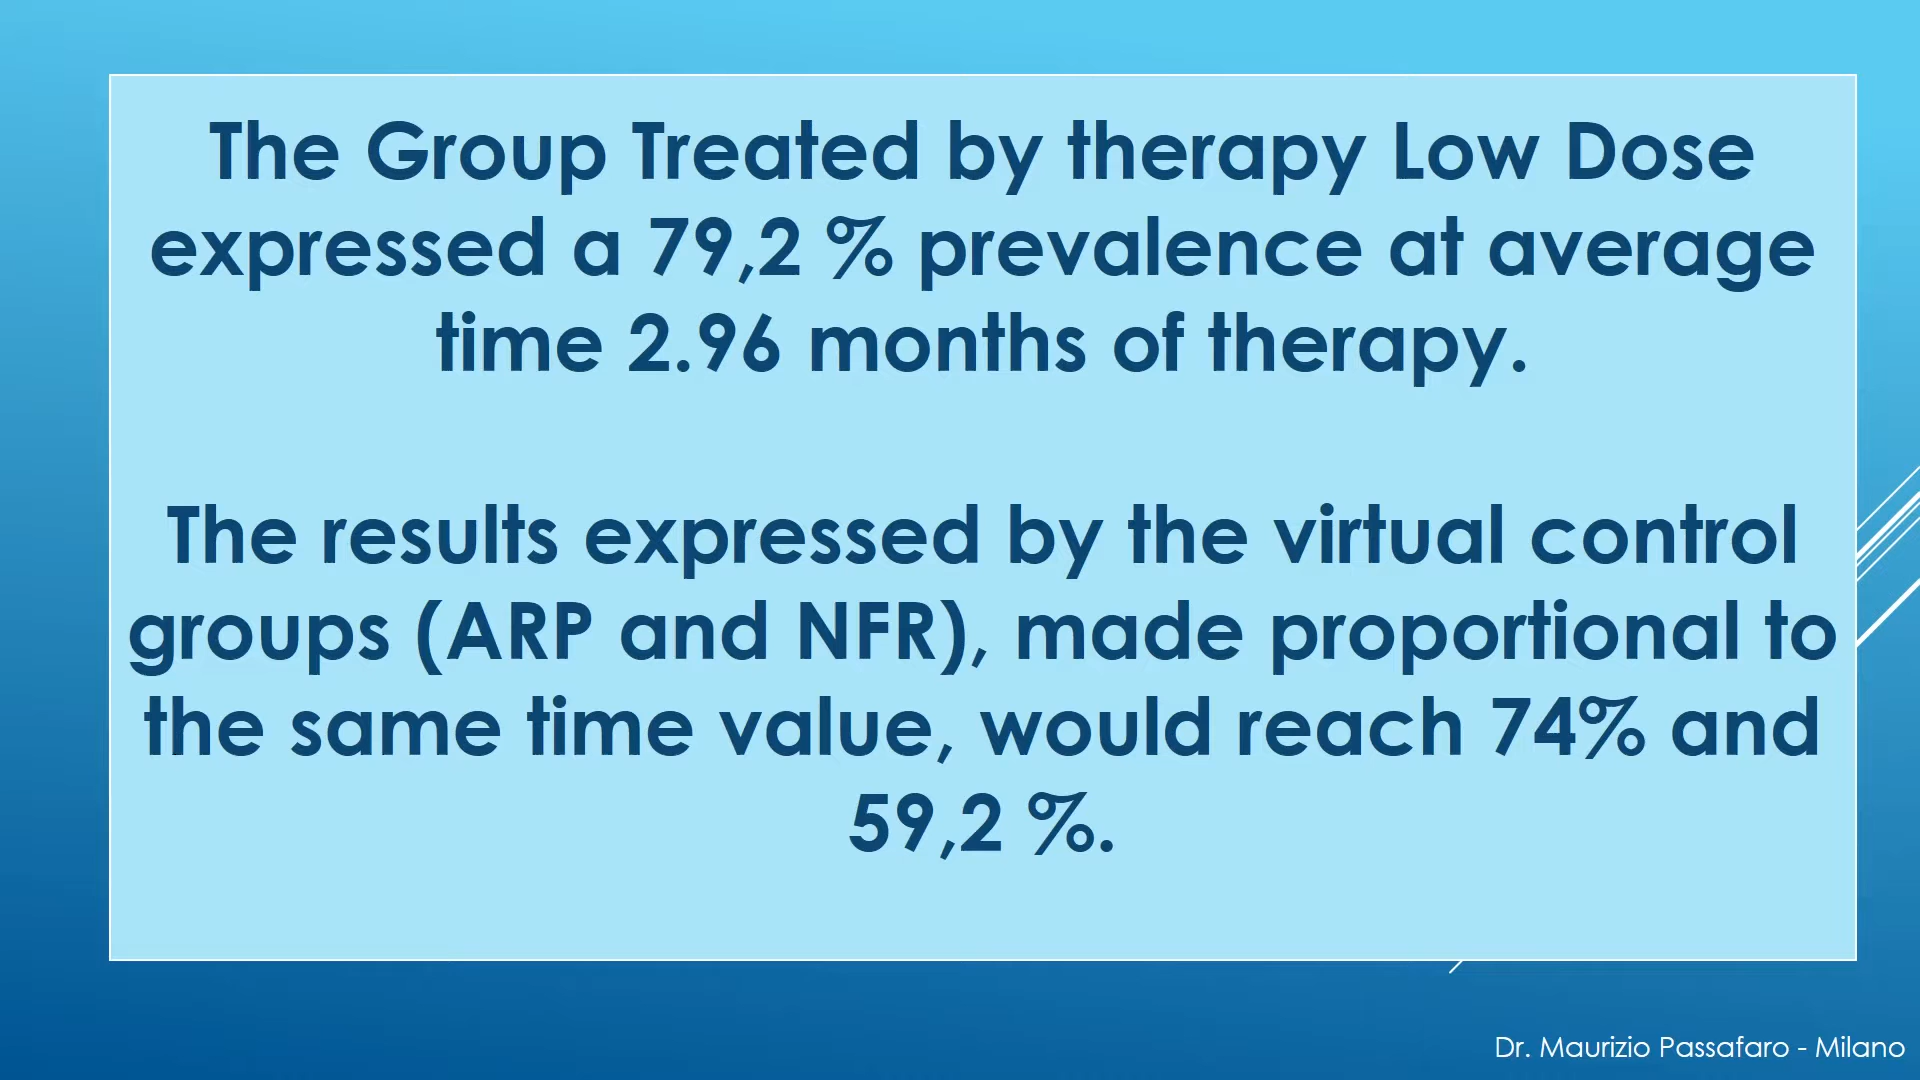 The Group Treated by therapy Low Dose
expressed a 79,2 % prevalence at average
time 2.96 months of therapy.
The results expressed by the virtual control
groups (ARP and NFR), made proportional to
the same time value, would reach 74% and
59,2 %.
Dr. Maurizio Passafaro - Milano